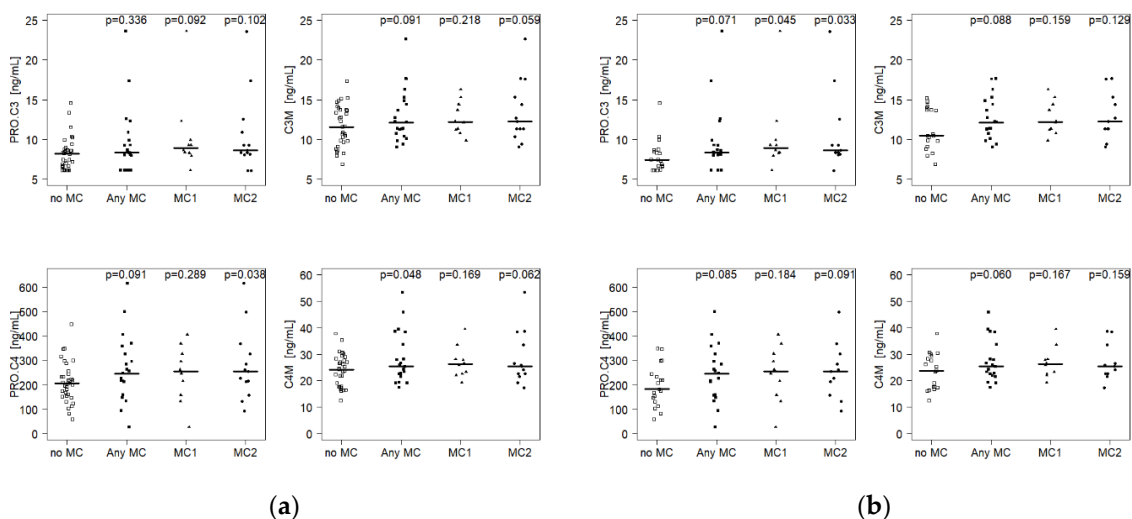 p=0.336 p=0.092 p=0.102
25
20
15
10
5
PRO.C3 [ng/mL]
no MC Any MC MC1 MC2
p=0.091 p=0.218 p=0.059
25
20
15
10
5
C3M [ng/mL]
no MC Any MC MC1 MC2
p=0.071 p=0.045 p=0.033
25
20
15
10
5
PRO.C3 [ng/mL]
no MC Any MC MC1 MC2
p=0.088 p=0.159 p=0.129
25
20
15
10
5
C3M [ng/mL]
no MC Any MC MC1 MC2
p=0.091 p=0.289 p=0.038
600
400
300
200
100
0
PRO.C4 [ng/mL]
no MC Any MC MC1 MC2
p=0.048 p=0.169 p=0.062
60
50
40
30
20
10
0
C4M [ng/mL]
no MC Any MC MC1 MC2
p=0.085 p=0.184 p=0.091
600
400
300
200
100
0
PRO.C4 [ng/mL]
no MC Any MC MC1 MC2
p=0.060 p=0.167 p=0.159
60
50
40
30
20
10
0
C4M [ng/mL]
no MC Any MC MC1 MC2
(a) (b)